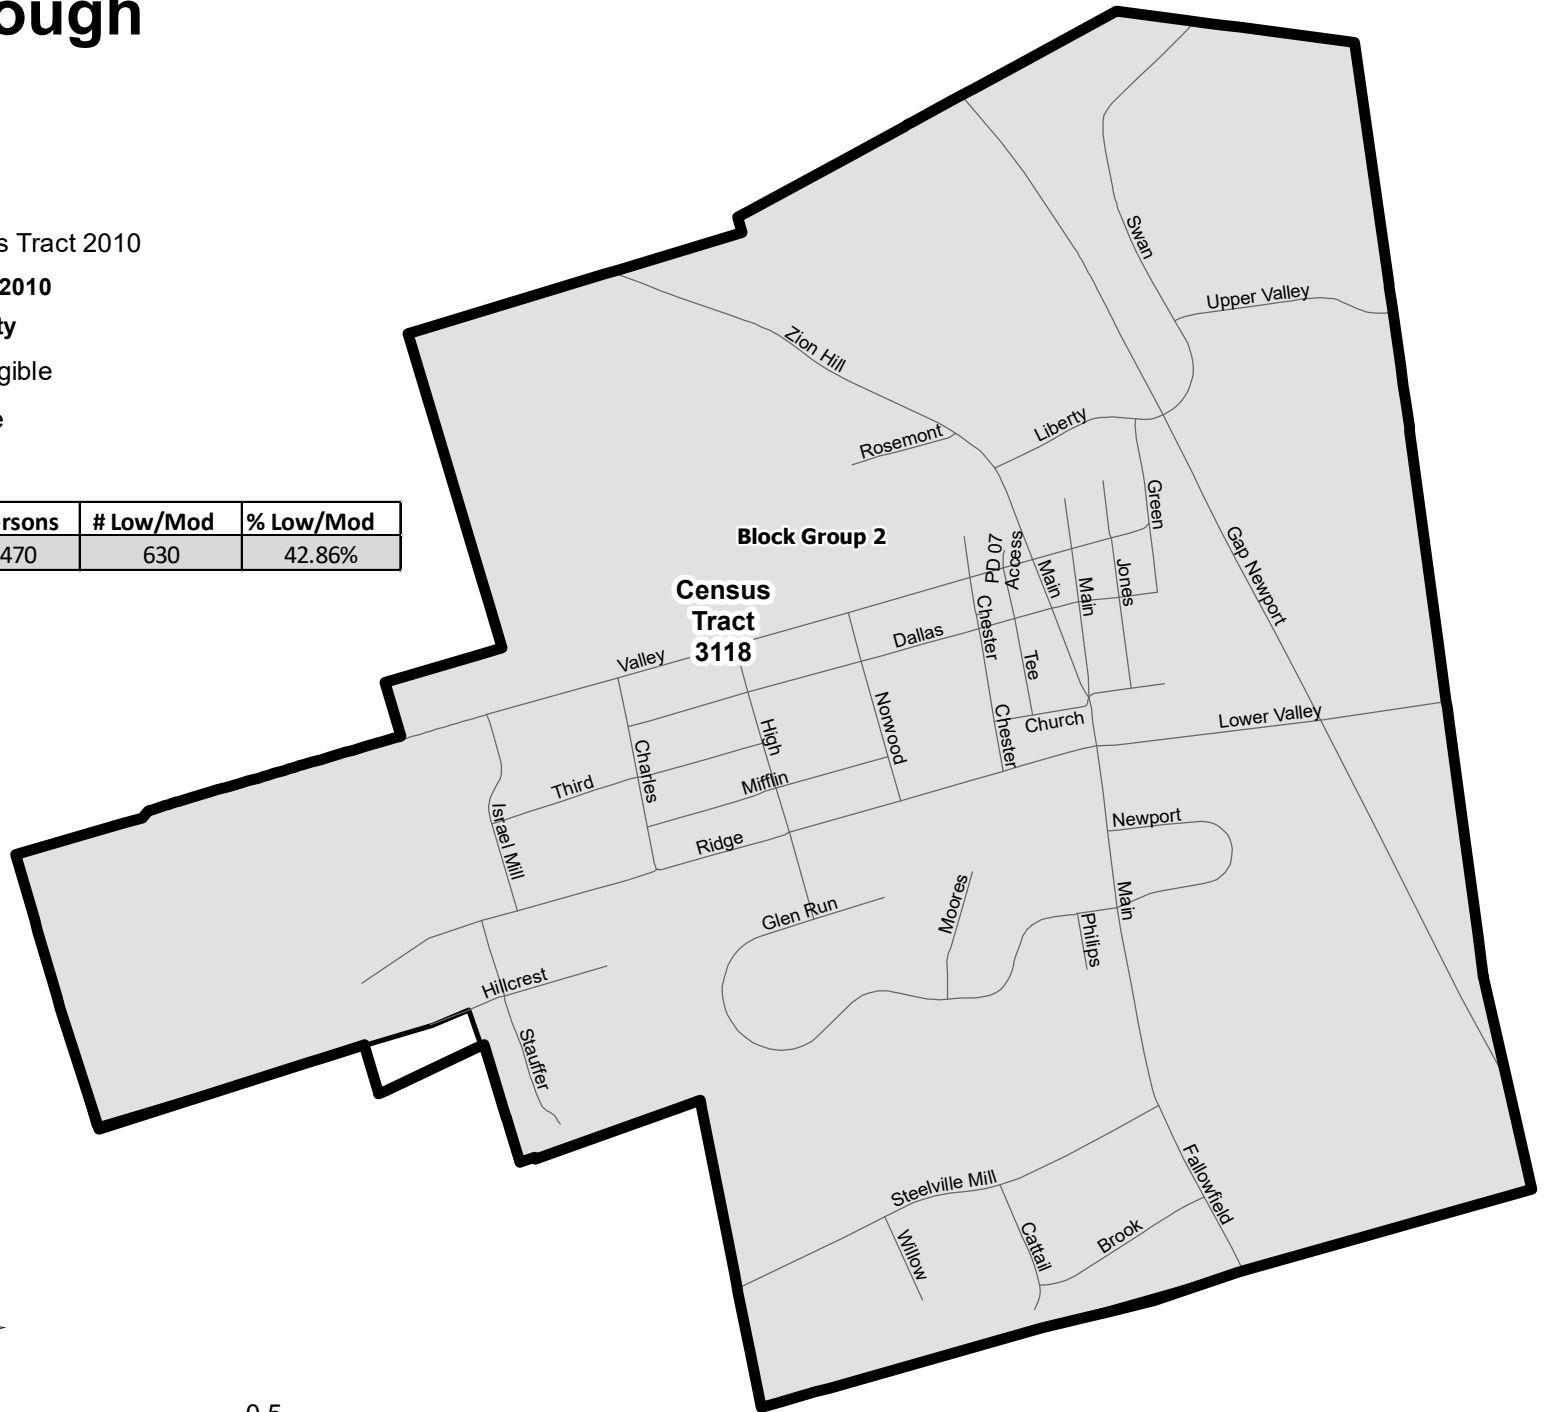 ough
s Tract 2010
2010
ty
gible
e
rsons # Low/Mod % Low/Mod
470 630 42.86%
Swan
Upper Valley
Zion Hill
Liberty
Rosemont
Green
Block Group 2
PD 07
Access
Gap Newport
Main
Main
Jones
Census
Tract
3118
Chester
Dallas
Valley
Tee
Norwood
Chester
Church
Lower Valley
High
Charles
Third
Mifflin
Israel Mill
Ridge
Newport
Moores
Main
Glen Run
Philips
Hillcrest
Stauffer
Steelville Mill
Fallowfield
Willow
Cattail
Brook
0.5